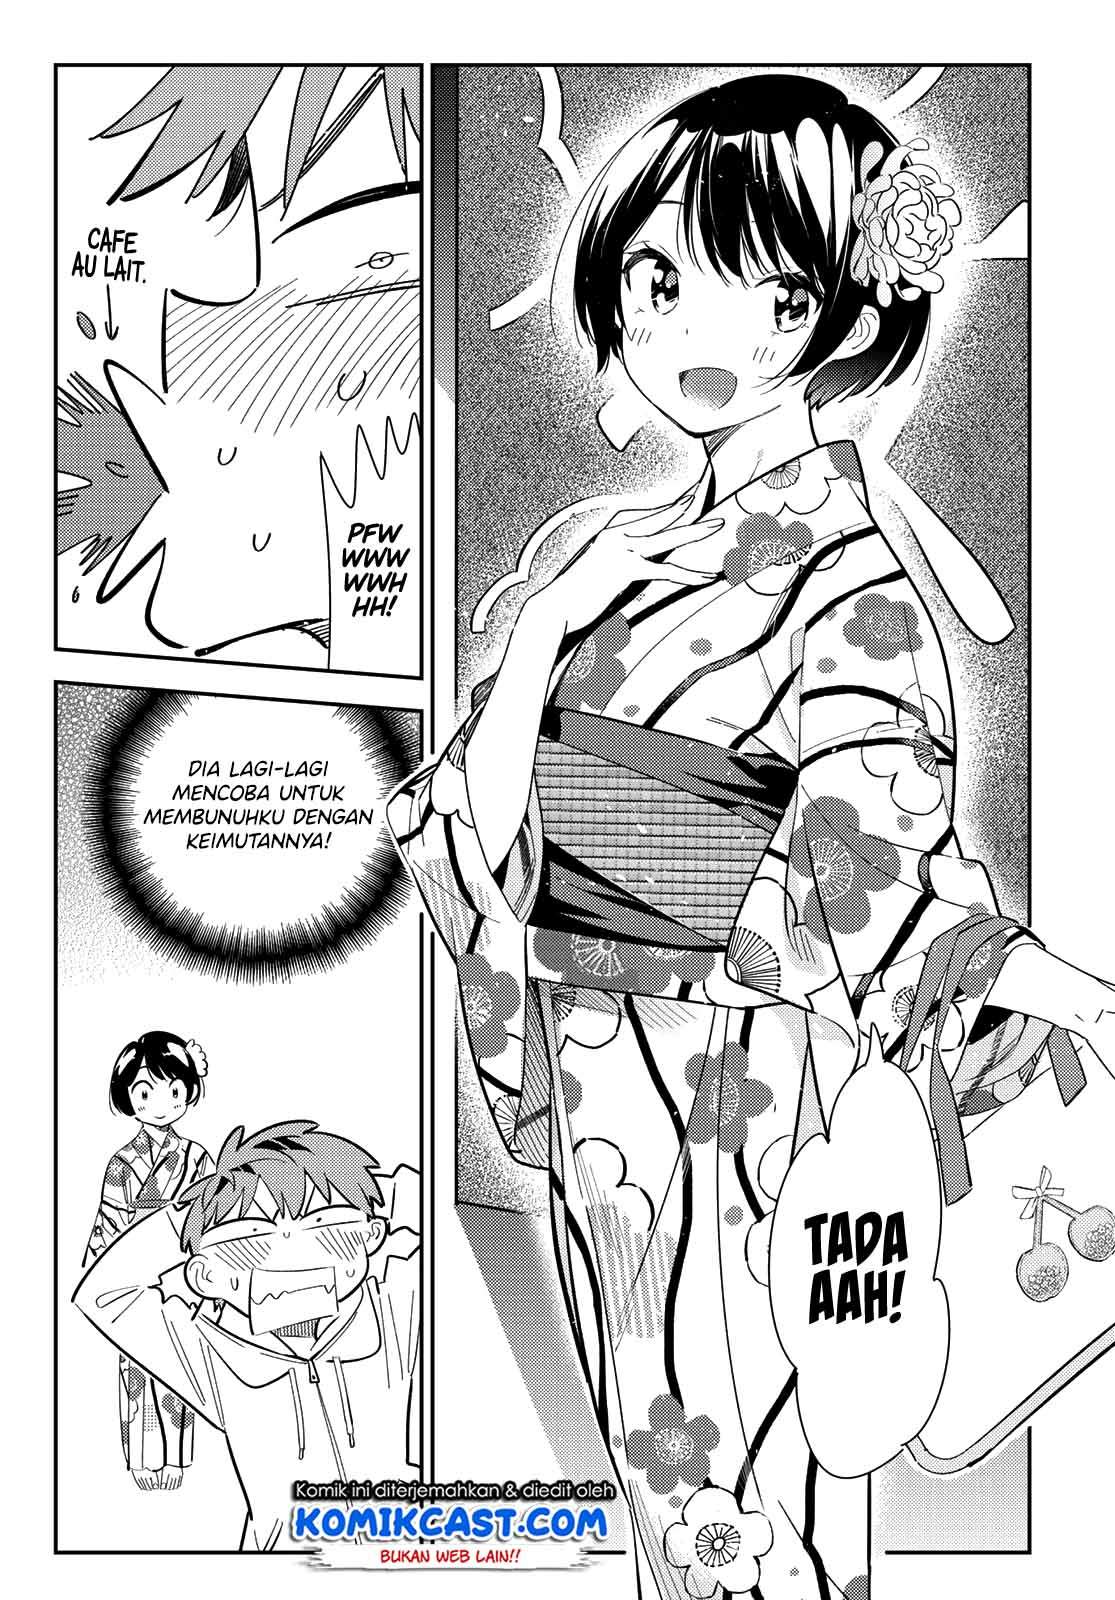 TADA
AAH!
CAFE
AU LAIT.
PFW
WWW
WWH
HH!
DIA LAGI-LAGI
MENCOBA UNTUK
MEMBUNUHKU DENGAN
KEIMUTANNYA!
Komik ini diterjemahkan & diedit oleh
KOMIKCAST.COM
BUKAN WEB LAIN!!